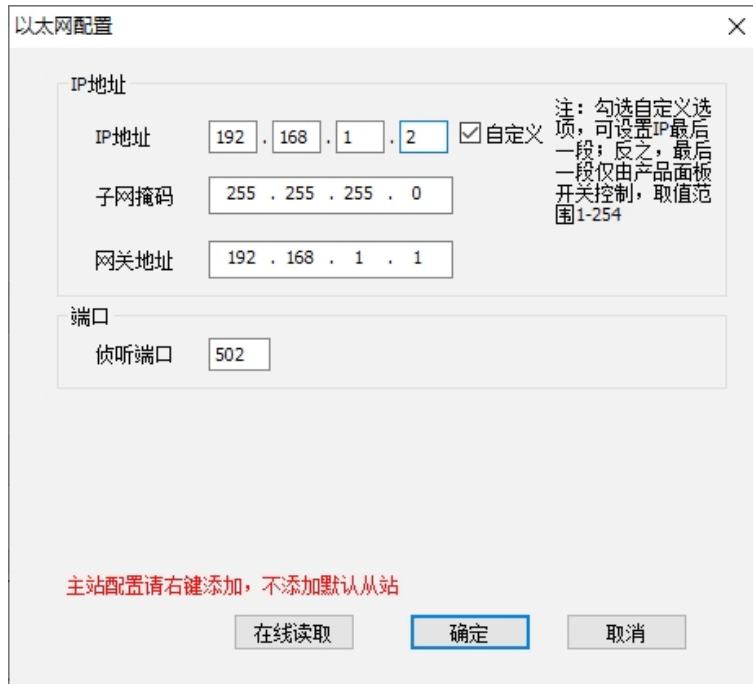 以太网配置
IP地址
IP地址 192 . 168 . 1 . 2 自定义
注：勾选自定义选
项，可设置IP最后
一段；反之，最后
一段仅由产品面板
开关控制，取值范
围1-254
子网掩码 255 . 255 . 255 . 0
网关地址 192 . 168 . 1 . 1
端口
侦听端口 502
主站配置请右键添加，不添加默认从站
在线读取 确定 取消